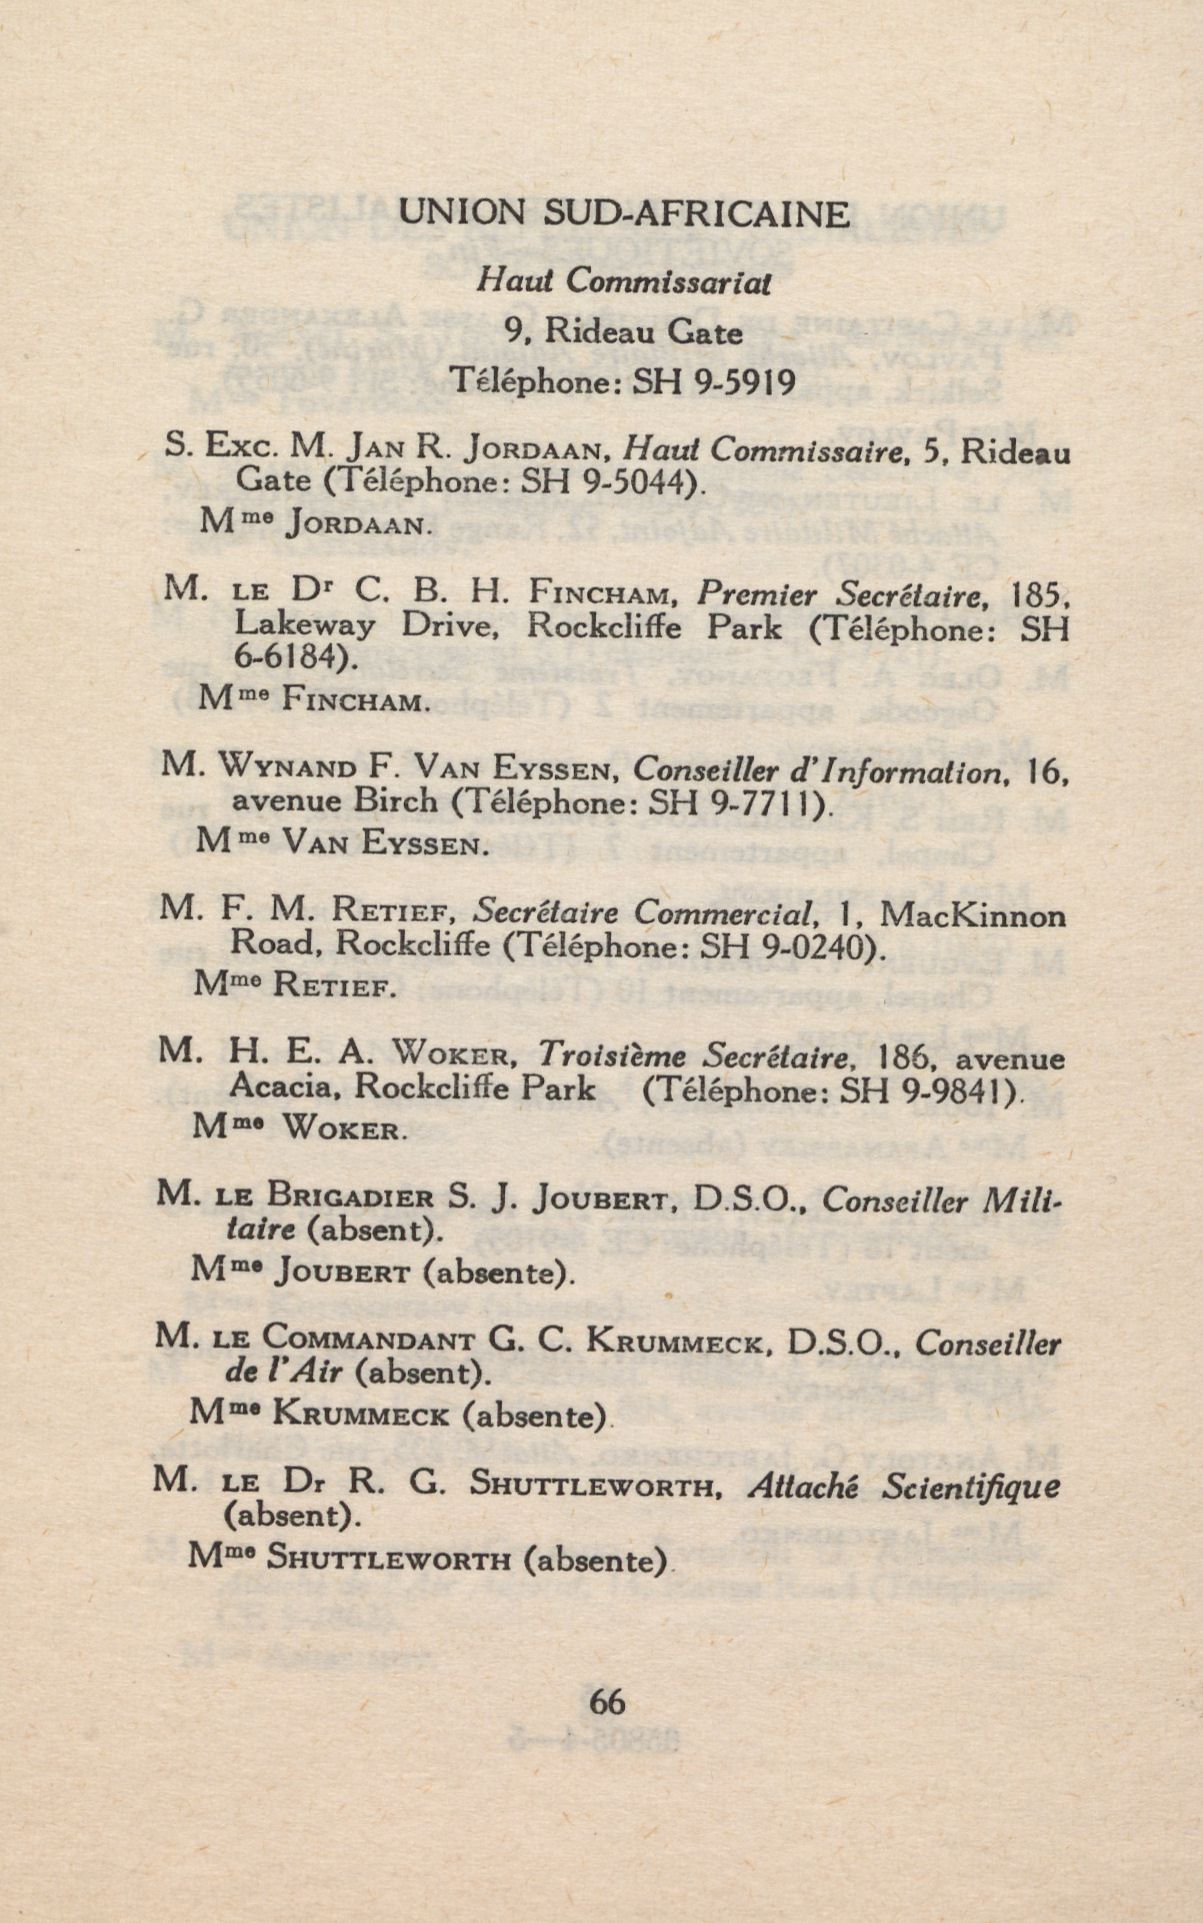 UNION SUD-AFRICAINE
Haut Commissariat
9, Rideau Gate
Téléphone: SH 9-5919
S. Exc. M. Jan R. Jordaan, Haut Commissaire, 5, Rideau
Gate (Téléphone: SH 9-5044).
Mme Jordaan.
M. le Dr C. B. H. Fincham, Premier Secrétaire, 185,
Lakeway Drive, Rockcliffe Park (Téléphone: SH
6-6184).
Mme Fincham.
M. Wynand F. Van Eyssen, Conseiller d'Information, 16,
avenue Birch (Téléphone: SH 9-7711).
Mme Van Eyssen.
M. F. M. Retief, Secrétaire Commercial, 1, MacKinnon
Road, Rockcliffe (Téléphone: SH 9-0240).
Mme Retief.
M. H. E. A. Woker, Troisième Secrétaire, 186, avenue
Acacia, Rockcliffe Park (Téléphone: SH 9-9841).
Mme Woker.
M. le Brigadier S. J. Joubert, D.S.O., Conseiller Mili-
taire (absent).
Mme Joubert (absente).
M. le Commandant G. C. Krummeck, D.S.O., Conseiller
de l'Air (absent).
Mme Krummeck (absente).
M. le Dr R. G. Shuttleworth, Attaché Scientifique
(absent).
Mme Shuttleworth (absente).
66